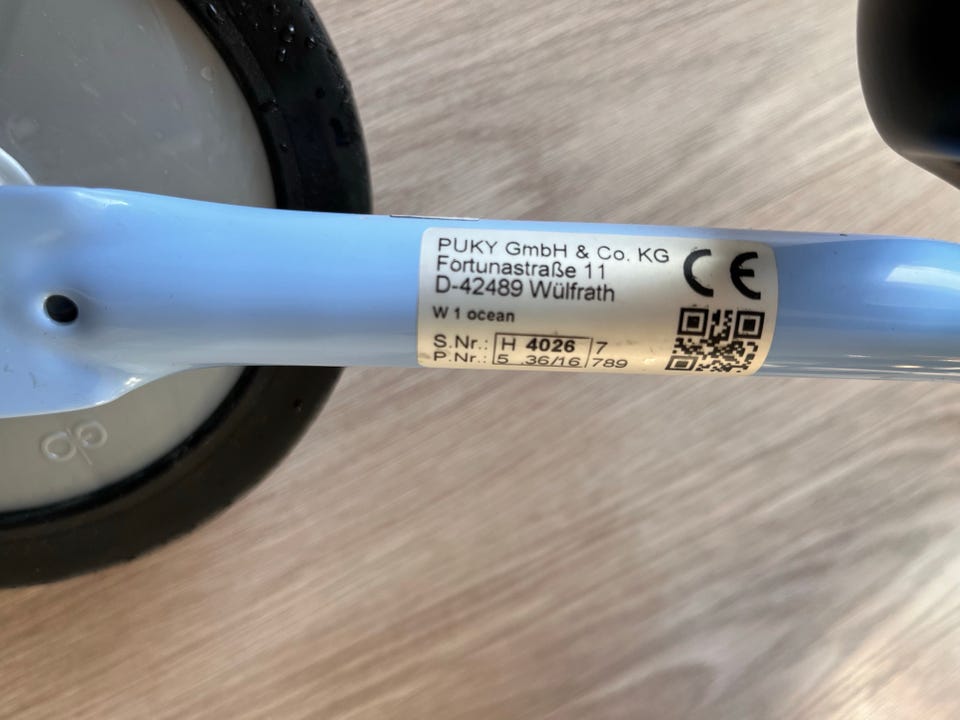 PUKY GmbH & Co. KG
Fortunastraße 11
D-42489 Wülfrath
W 1 ocean
S.Nr.: H 4026 7
P.Nr.: 5 .36/16 789
CE